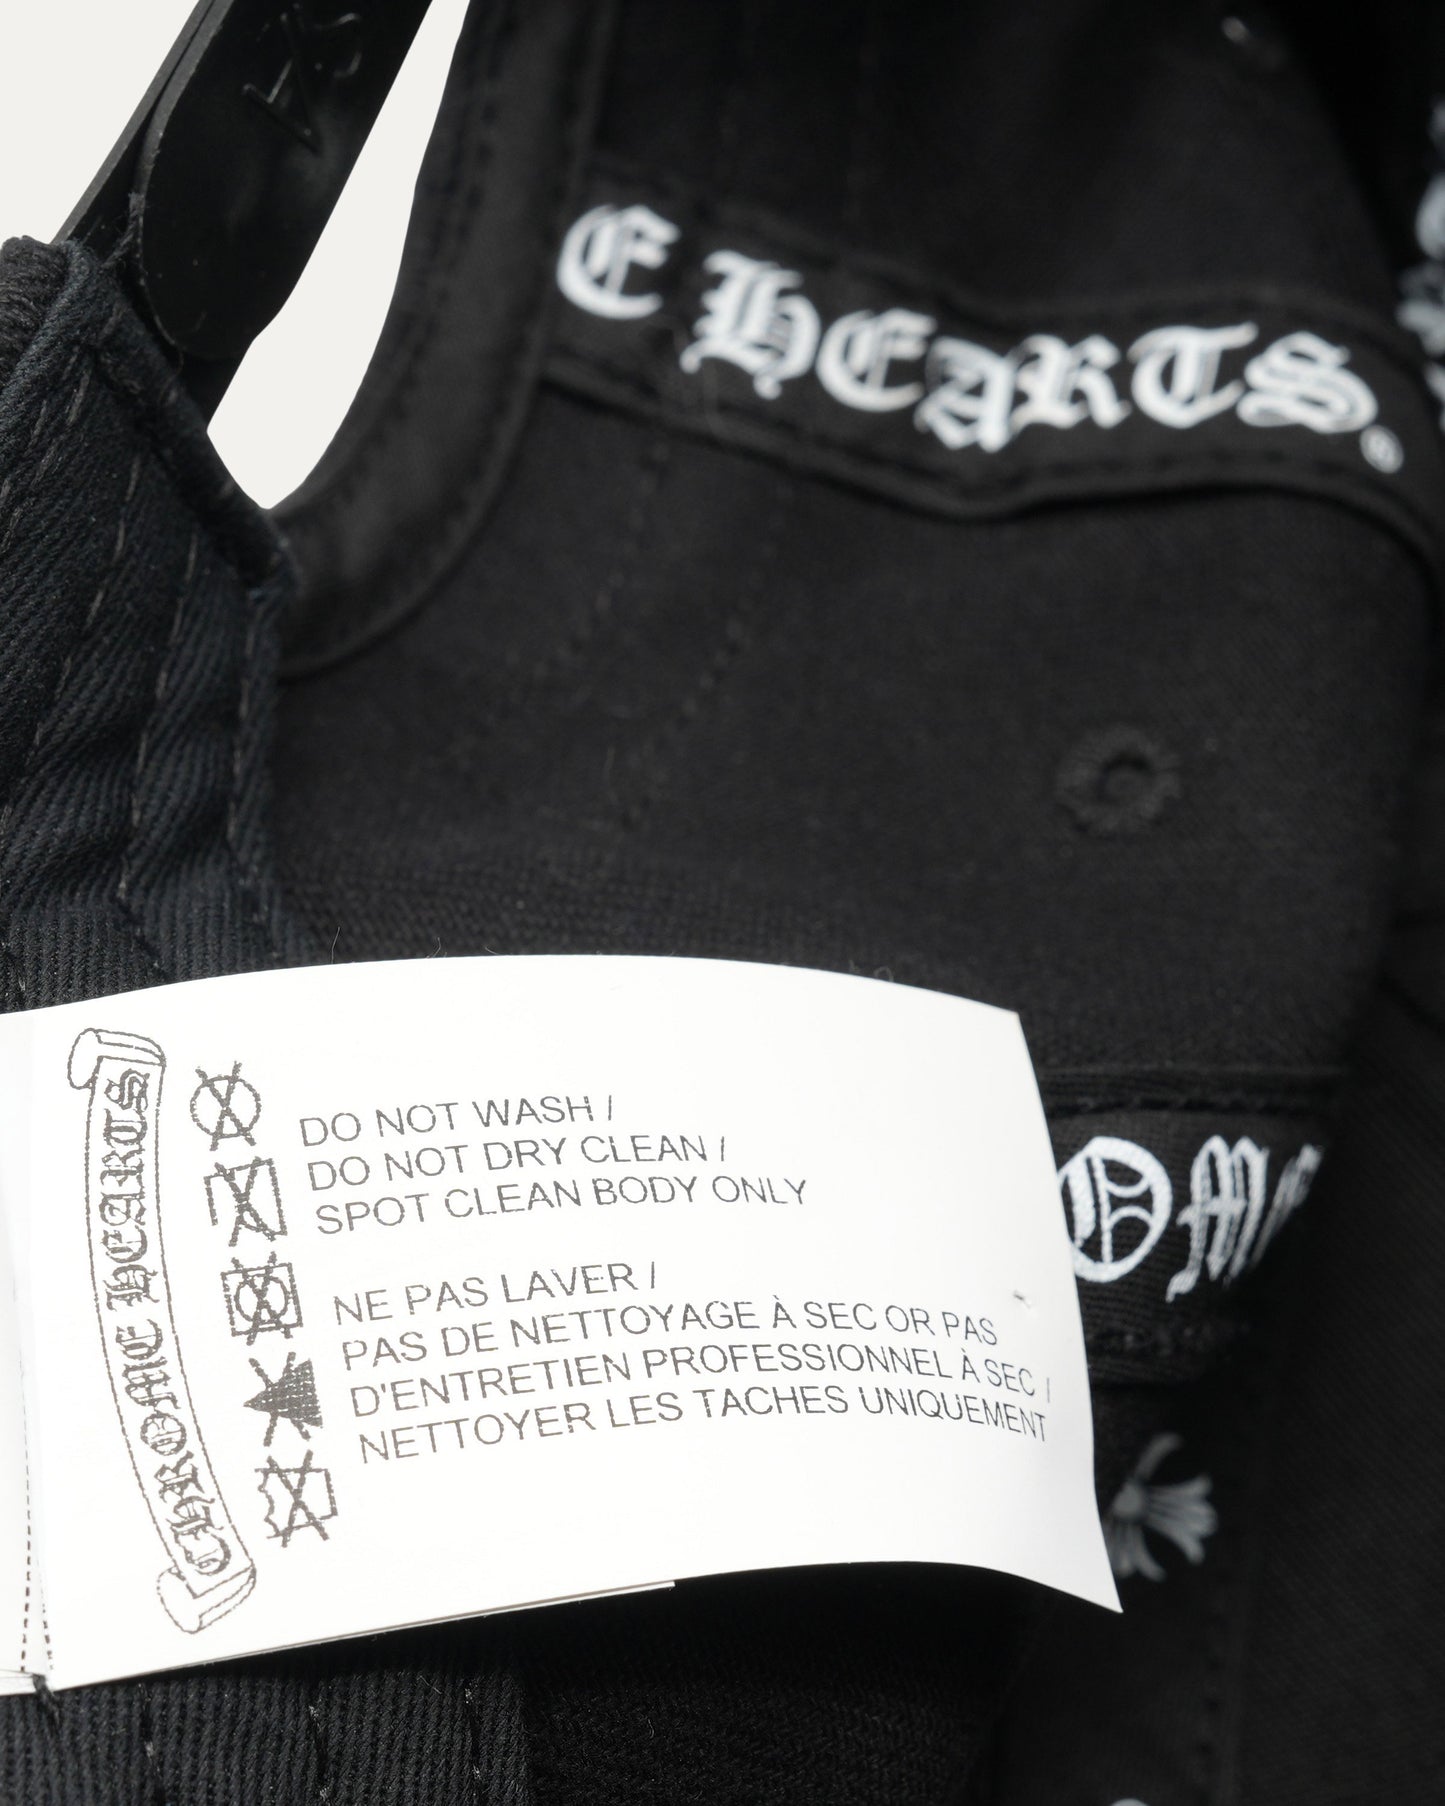 E HEARTS
®
CHROME HEARTS
DO NOT WASH /
DO NOT DRY CLEAN /
SPOT CLEAN BODY ONLY
NE PAS LAVER /
PAS DE NETTOYAGE À SEC OR PAS
D'ENTRETIEN PROFESSIONNEL À SEC /
NETTOYER LES TACHES UNIQUEMENT
OM